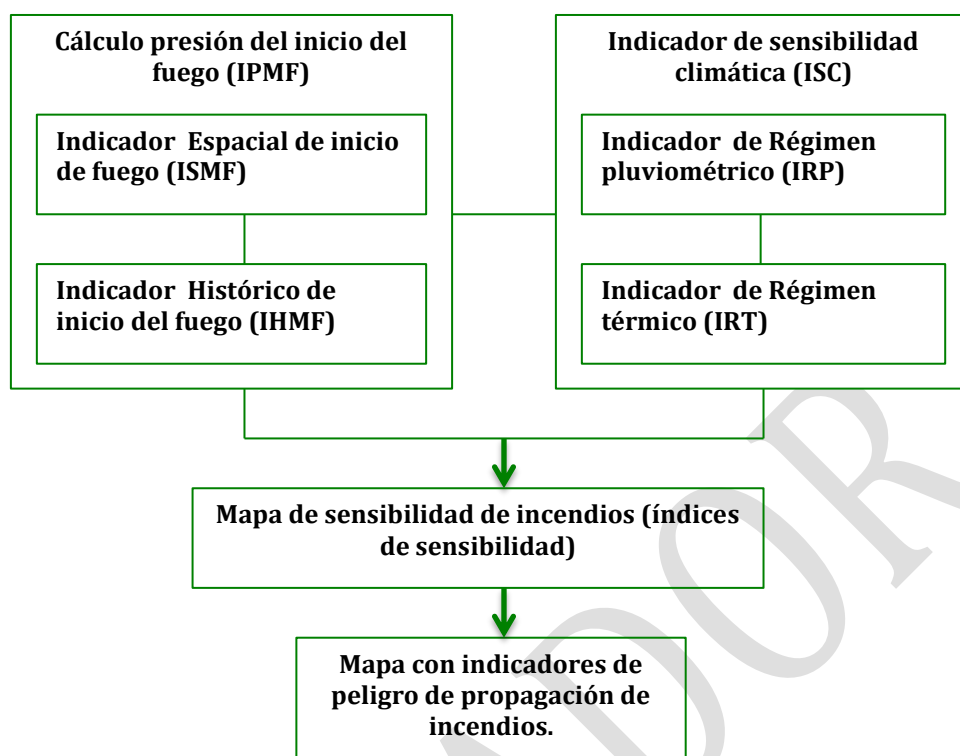 Cálculo presión del inicio del
fuego (IPMF)
Indicador Espacial de inicio
de fuego (ISMF)
Indicador Histórico de
inicio del fuego (IHMF)
Indicador de sensibilidad
climática (ISC)
Indicador de Régimen
pluviométrico (IRP)
Indicador de Régimen
térmico (IRT)
Mapa de sensibilidad de incendios (índices
de sensibilidad)
Mapa con indicadores de
peligro de propagación de
incendios.
ADOR